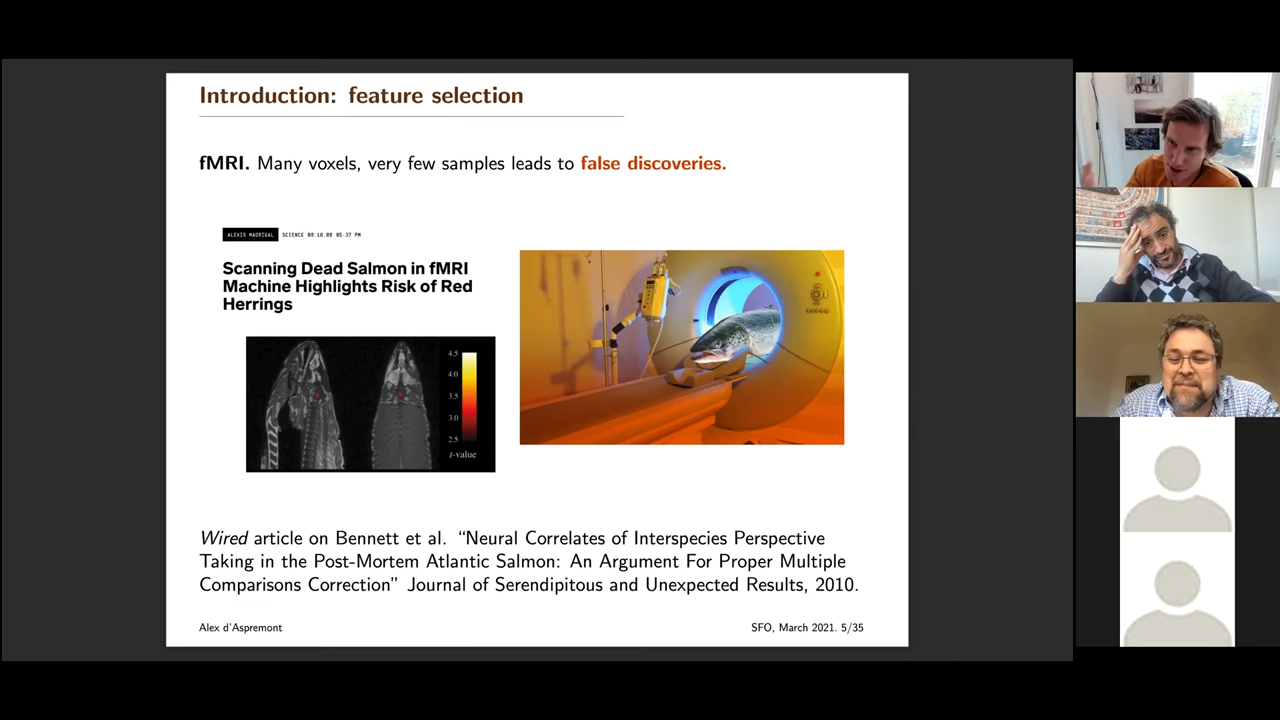 Introduction: feature selection
fMRI. Many voxels, very few samples leads to false discoveries.
ALEXIS MADRIGAL SCIENCE 09.18.09 05:37 PM
Scanning Dead Salmon in fMRI
Machine Highlights Risk of Red
Herrings
4.5
4.0
3.5
3.0
2.5
t-value
Wired article on Bennett et al. “Neural Correlates of Interspecies Perspective
Taking in the Post-Mortem Atlantic Salmon: An Argument For Proper Multiple
Comparisons Correction” Journal of Serendipitous and Unexpected Results, 2010.
Alex d'Aspremont
SFO, March 2021. 5/35